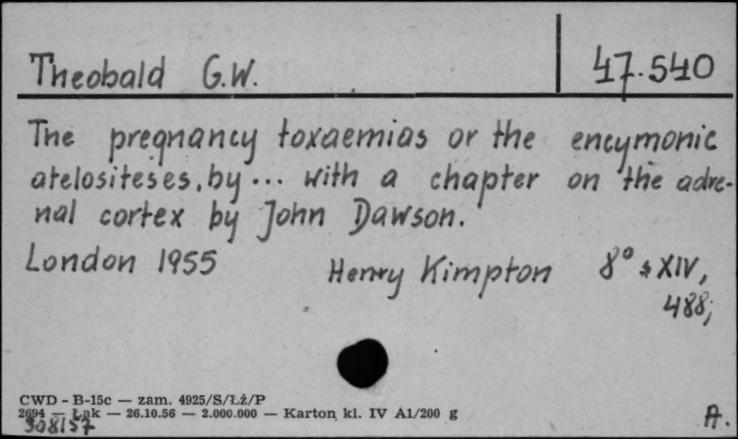 Theobald G.W.
47.540
The pregnancy toxaemias or the encymonic
atelositeses, by ... with a chapter on the adre-
nal cortex by John Dawson.
London 1955 Henry Kimpton 8° s XIV,
488;
CWD - B-15c — zam. 4925/S/Łż/P
2694 — Łąk — 26.10.56 — 2.000.000 — Karton kl. IV A1/200 g
308/57
A.